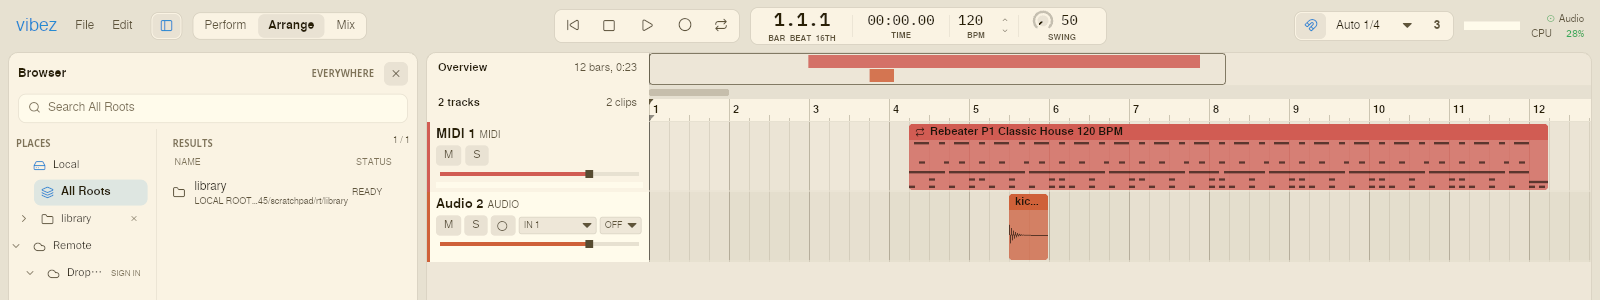 vibez File Edit Perform Arrange Mix 1.1.1 00:00.00 120 50 Auto 1/4 3 Audio
BAR BEAT 16TH TIME BPM SWING CPU 28%
Browser EVERYWHERE
Search All Roots
PLACES RESULTS 1/1
NAME STATUS
Local
All Roots
library
Remote
Drop··· SIGN IN
library READY
LOCAL ROOT...45/scratchpad/rt/library
Overview 12 bars, 0:23
2 tracks 2 clips
1 2 3 4 5 6 7 8 9 10 11 12
MIDI 1 MIDI
M S
Rebeater P1 Classic House 120 BPM
Audio 2 AUDIO
M S IN 1 OFF
kic...